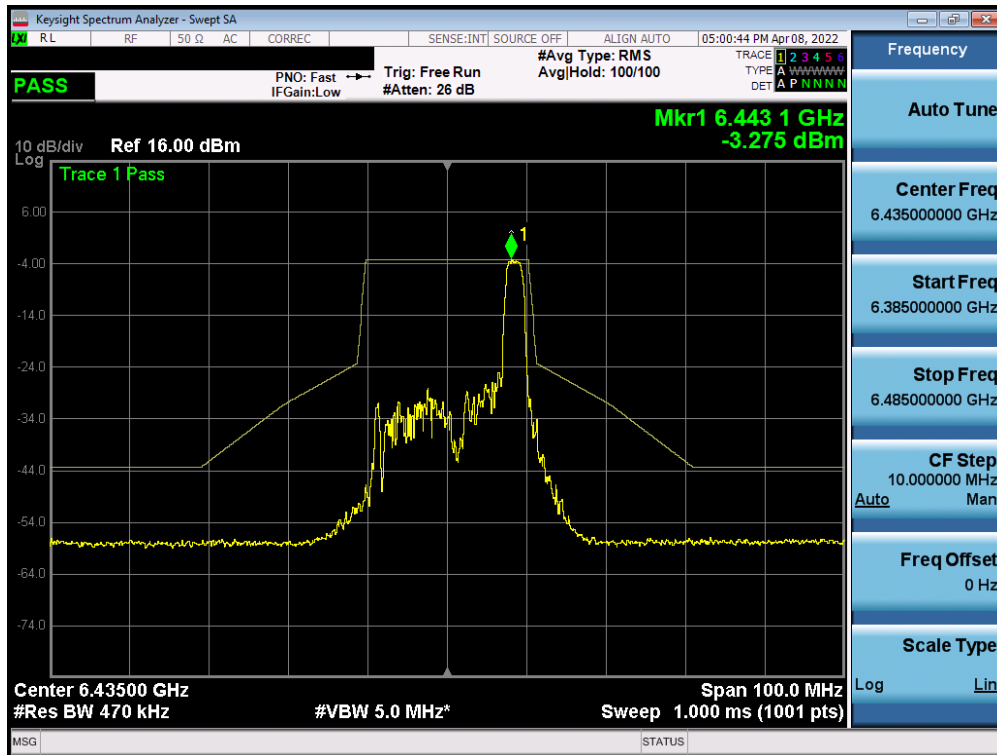 Keysight Spectrum Analyzer - Swept SA
LXI RL RF 50 Ω AC CORREC SENSE:INT SOURCE OFF ALIGN AUTO 05:00:44 PM Apr 08, 2022
Frequency
PASS
PNO: Fast
IFGain:Low
Trig: Free Run
#Atten: 26 dB
#Avg Type: RMS
Avg|Hold: 100/100
TRACE 1 2 3 4 5 6
TYPE A WWWWW
DET A P N N N N
Mkr1 6.443 1 GHz
-3.275 dBm
10 dB/div Ref 16.00 dBm
Log
Trace 1 Pass
1
6.00
-4.00
-14.0
-24.0
-34.0
-44.0
-54.0
-64.0
-74.0
Center 6.43500 GHz Span 100.0 MHz
#Res BW 470 kHz #VBW 5.0 MHz* Sweep 1.000 ms (1001 pts)
MSG STATUS
Auto Tune
Center Freq
6.435000000 GHz
Start Freq
6.385000000 GHz
Stop Freq
6.485000000 GHz
CF Step
10.000000 MHz
Auto Man
Freq Offset
0 Hz
Scale Type
Log Lin